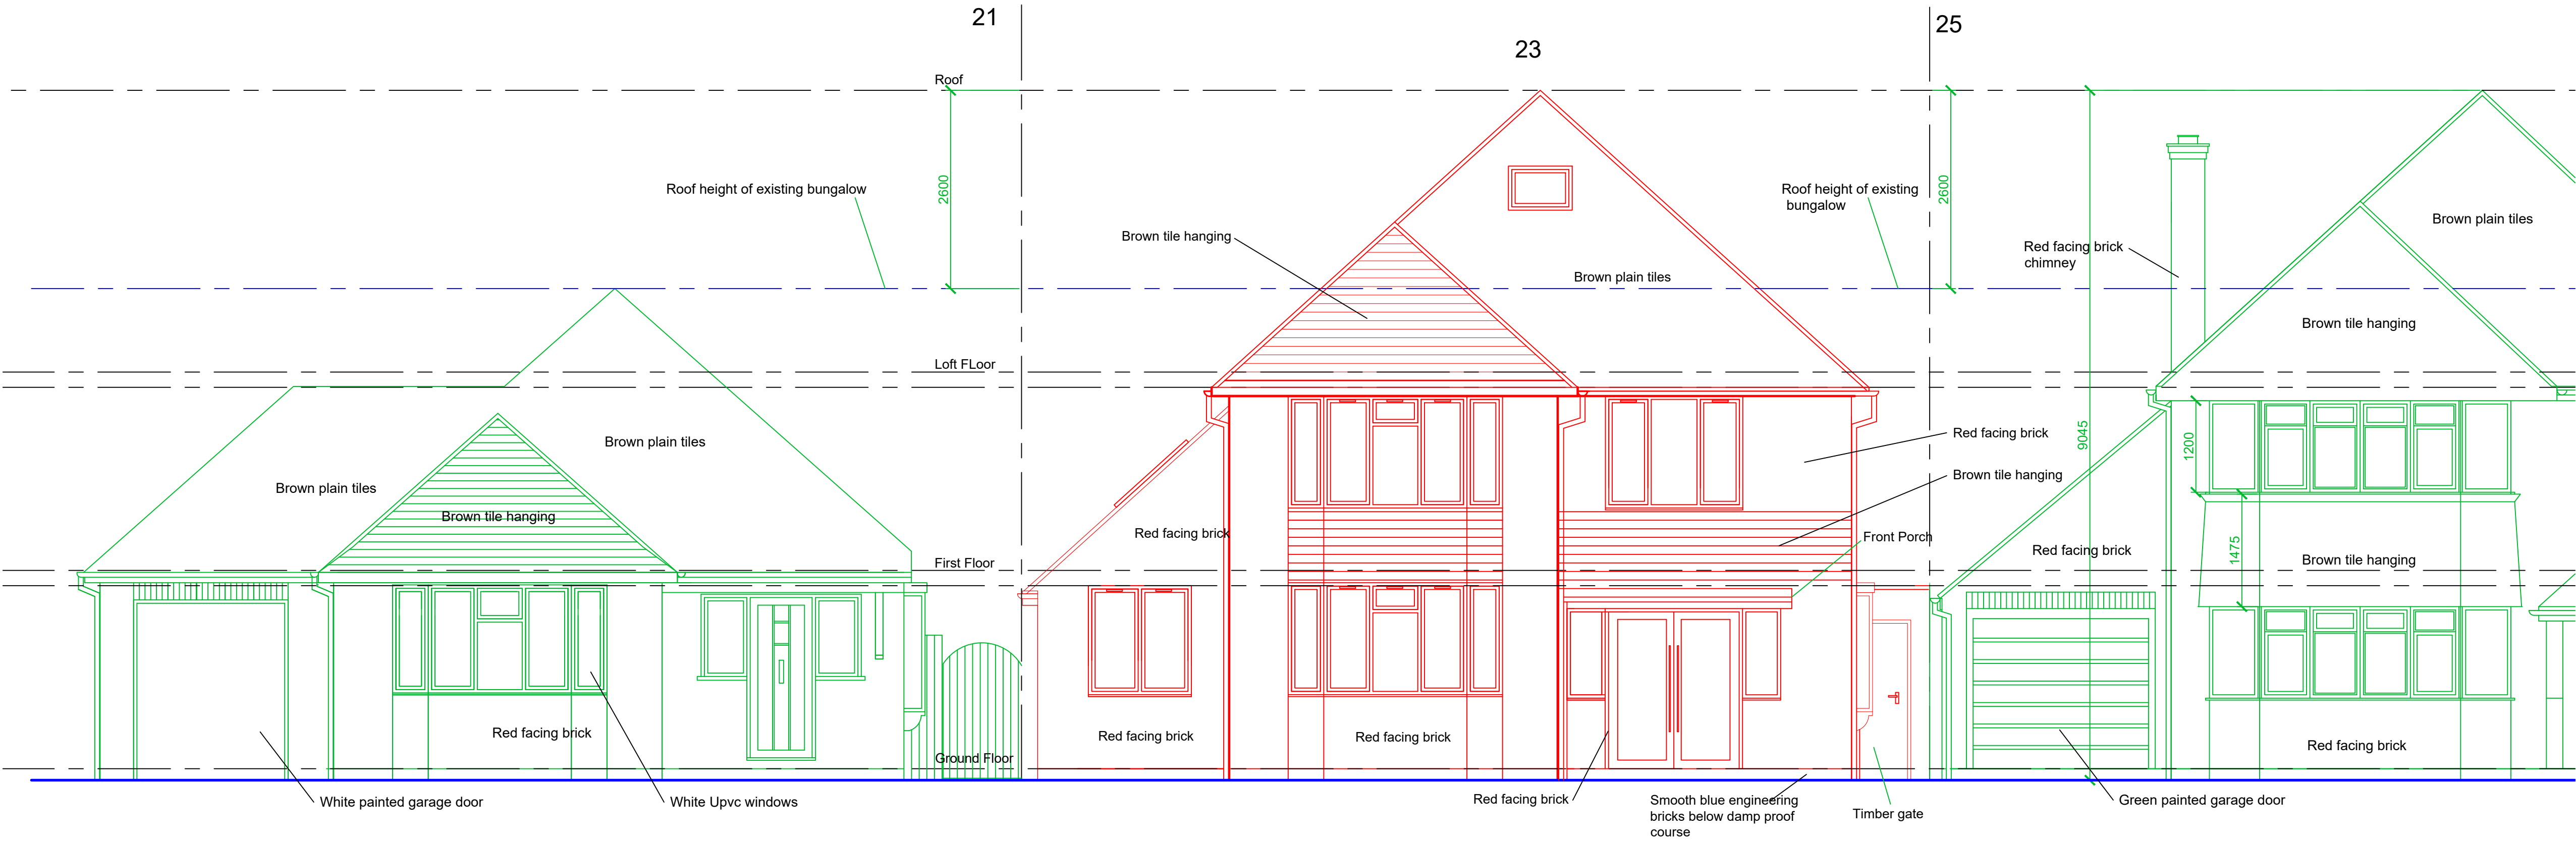 21
23
25
Roof
2600
Roof height of existing bungalow
Roof height of existing
bungalow
2600
Brown tile hanging
Brown plain tiles
Red facing brick
chimney
Brown plain tiles
Brown tile hanging
Loft FLoor
Brown plain tiles
Brown plain tiles
Brown tile hanging
Red facing brick
Red facing brick
Brown tile hanging
Front Porch
9045
1200
1475
Red facing brick
Brown tile hanging
First Floor
Red facing brick
Red facing brick
Red facing brick
Red facing brick
Ground Floor
White painted garage door
White Upvc windows
Red facing brick
Smooth blue engineering
bricks below damp proof
course
Timber gate
Green painted garage door